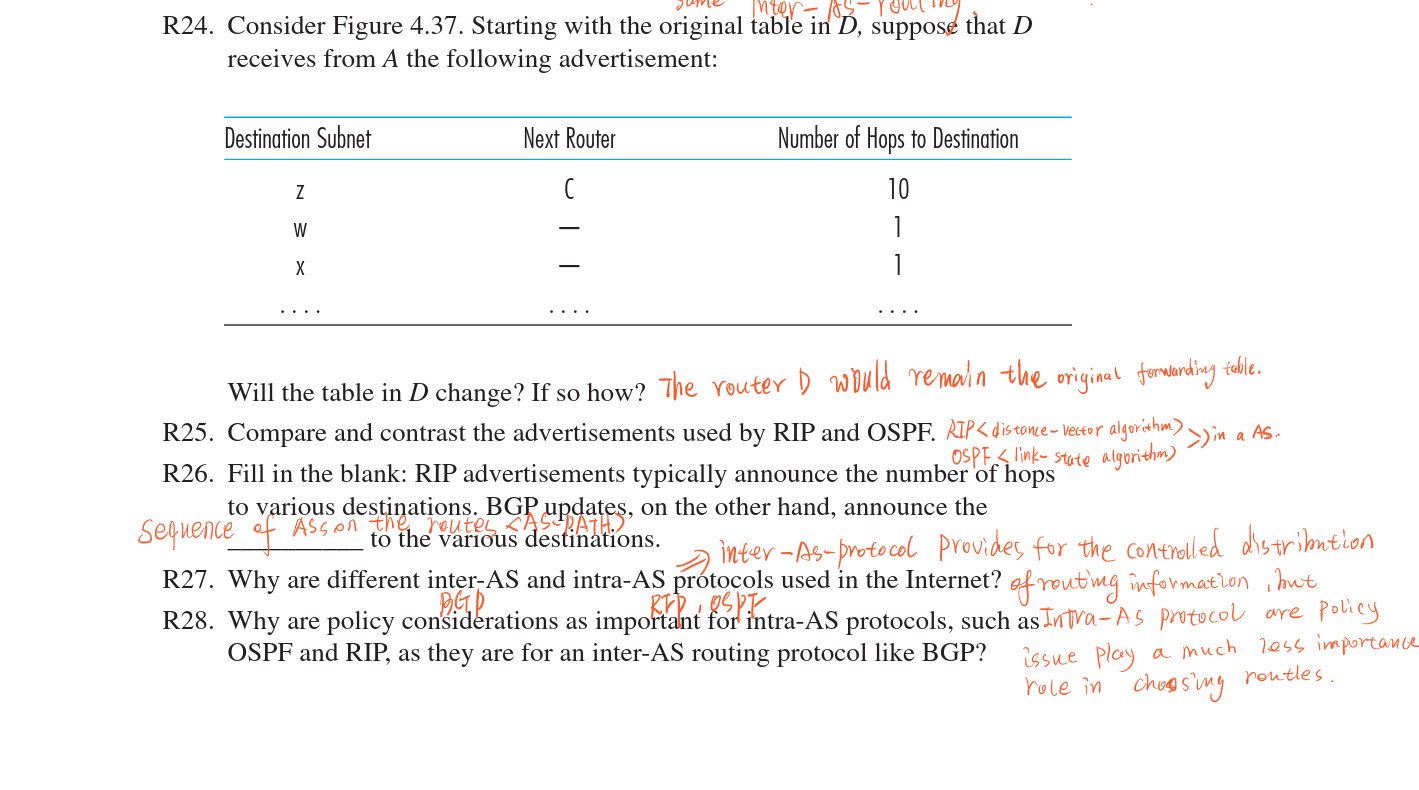 same Inter-As-routing.
R24. Consider Figure 4.37. Starting with the original table in D, suppose that D
receives from A the following advertisement:
Destination Subnet Next Router Number of Hops to Destination
z C 10
w — 1
x — 1
.... .... ....
Will the table in D change? If so how? The router D would remain the original forwarding table.
R25. Compare and contrast the advertisements used by RIP and OSPF. RIP<distance-vector algorithm>
OSPF <link-state algorithm> >>in a AS.
R26. Fill in the blank: RIP advertisements typically announce the number of hops
to various destinations. BGP updates, on the other hand, announce the
Sequence of ASs on the routes <AS-PATH>
__________ to the various destinations.
=> inter-As-protocol provides for the controlled distribution
R27. Why are different inter-AS and intra-AS protocols used in the Internet? of routing information, but
BGP RIP, OSPF
R28. Why are policy considerations as important for intra-AS protocols, such as Intra-As protocol are policy
OSPF and RIP, as they are for an inter-AS routing protocol like BGP? issue play a much less importance
role in choosing routles.